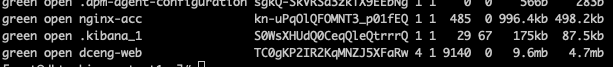 green open .apm-agent-configuration 1 1 0 0 566b 283b
green open nginx-acc kn-uPqOlQFOMNT3_p01fEQ 1 1 485 0 996.4kb 498.2kb
green open .kibana_1 S0WsXHUdQ0CeqQleQtrrrQ 1 1 29 67 175kb 87.5kb
green open dceng-web TC0gKP2IR2KqMNZJ5XFaRw 4 1 9140 0 9.6mb 4.7mb